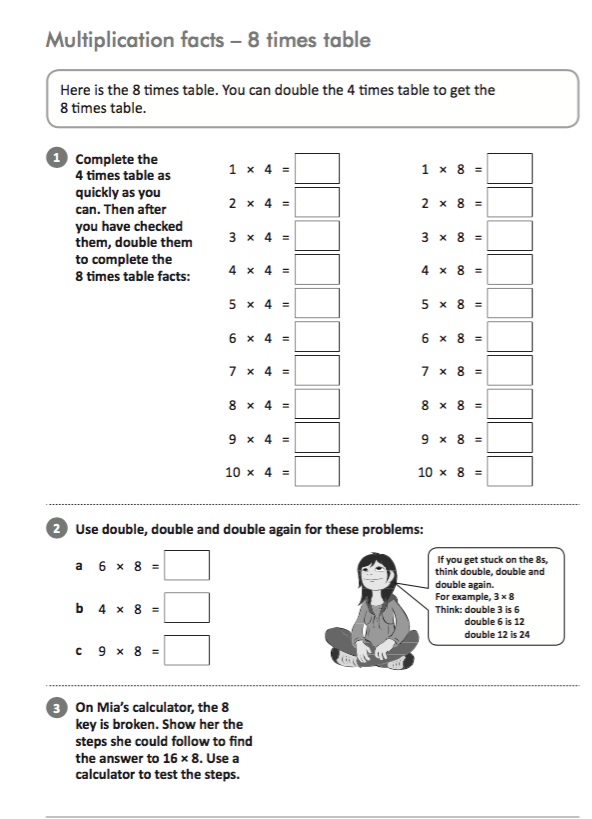 Multiplication facts – 8 times table
Here is the 8 times table. You can double the 4 times table to get the
8 times table.
1
Complete the
4 times table as
quickly as you
can. Then after
you have checked
them, double them
to complete the
8 times table facts:
1 × 4 =
2 × 4 =
3 × 4 =
4 × 4 =
5 × 4 =
6 × 4 =
7 × 4 =
8 × 4 =
9 × 4 =
10 × 4 =
1 × 8 =
2 × 8 =
3 × 8 =
4 × 8 =
5 × 8 =
6 × 8 =
7 × 8 =
8 × 8 =
9 × 8 =
10 × 8 =
2 Use double, double and double again for these problems:
a 6 × 8 =
b 4 × 8 =
c 9 × 8 =
If you get stuck on the 8s,
think double, double and
double again.
For example, 3 × 8
Think: double 3 is 6
double 6 is 12
double 12 is 24
3 On Mia's calculator, the 8
key is broken. Show her the
steps she could follow to find
the answer to 16 × 8. Use a
calculator to test the steps.